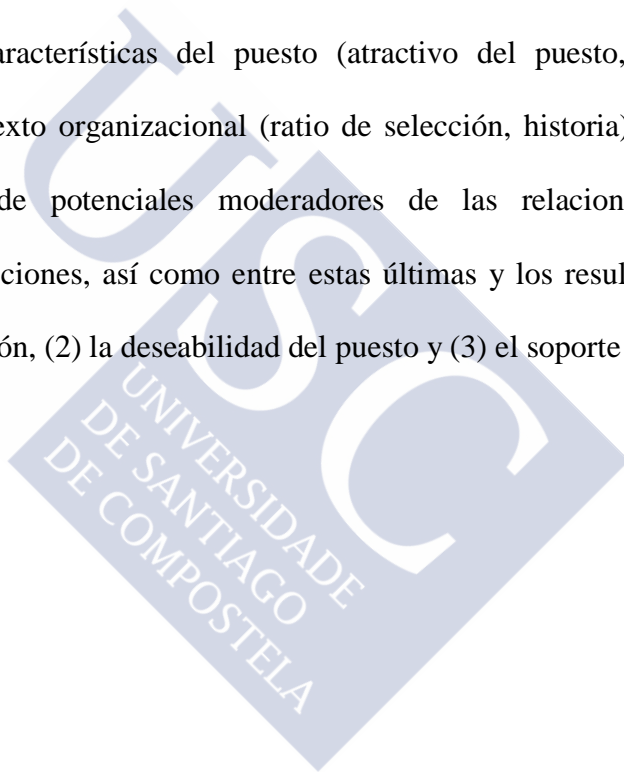 aracterísticas del puesto (atractivo del puesto,
exto organizacional (ratio de selección, historia)
de potenciales moderadores de las relacion
ciones, así como entre estas últimas y los resul
ón, (2) la deseabilidad del puesto y (3) el soporte
USC
UNIVERSIDADE
DE SANTIAGO
DE COMPOSTELA